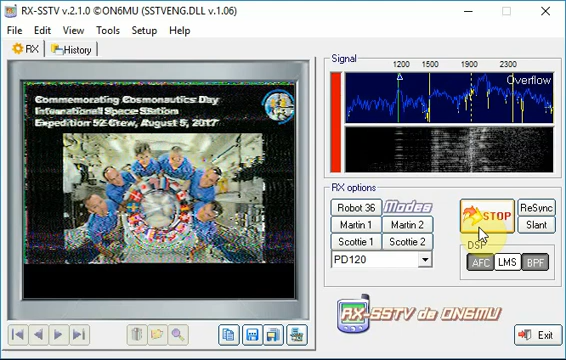 RX-SSTV v.2.1.0 ©ON6MU (SSTVENG.DLL v.1.06)
File Edit View Tools Setup Help
RX History
Commemorating Cosmonautics Day
International Space Station
Expedition 52 Crew, August 5, 2017
Signal
1200 1500 1900 2300
Overflow
RX options
Robot 36 Modes
Martin 1 Martin 2
Scottie 1 Scottie 2
PD120
STOP
ReSync
Slant
DSP
AFC LMS BPF
RX-SSTV de ON6MU
Exit